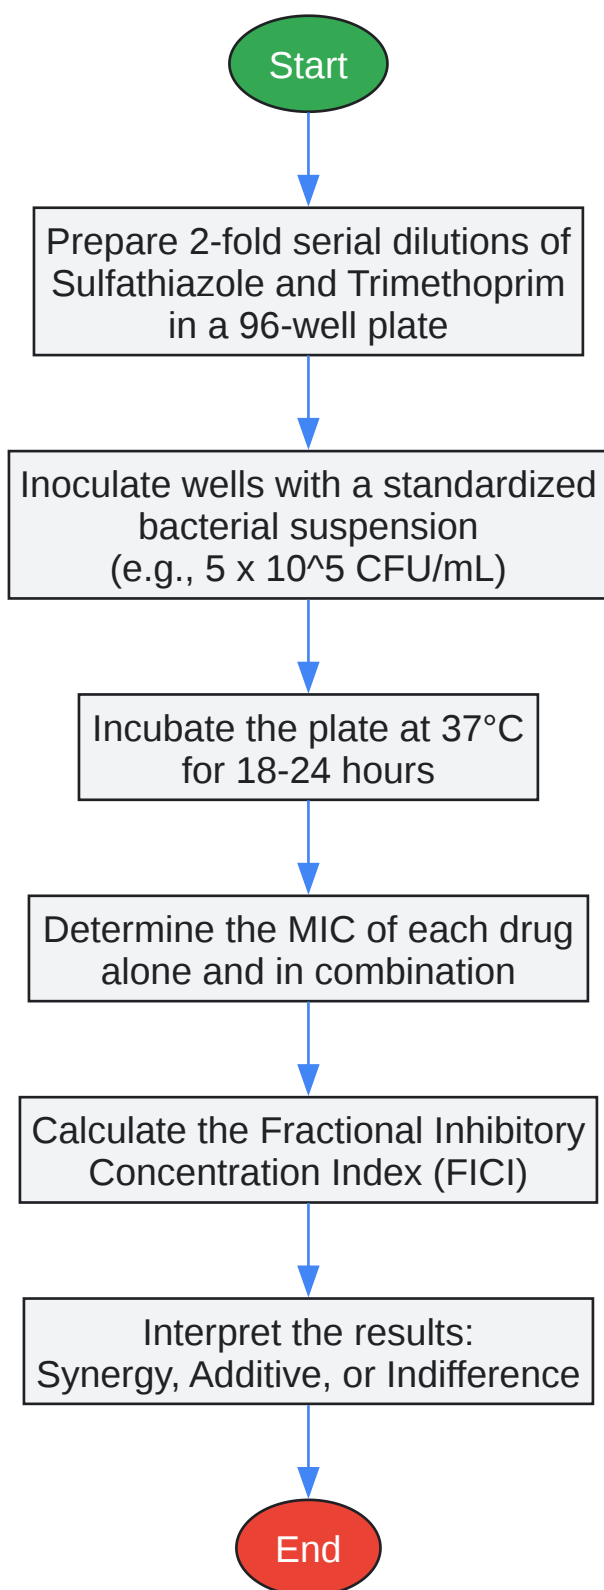 Start
Prepare 2-fold serial dilutions of
Sulfathiazole and Trimethoprim
in a 96-well plate
Inoculate wells with a standardized
bacterial suspension
(e.g., 5 x 10^5 CFU/mL)
Incubate the plate at 37°C
for 18-24 hours
Determine the MIC of each drug
alone and in combination
Calculate the Fractional Inhibitory
Concentration Index (FICI)
Interpret the results:
Synergy, Additive, or Indifference
End